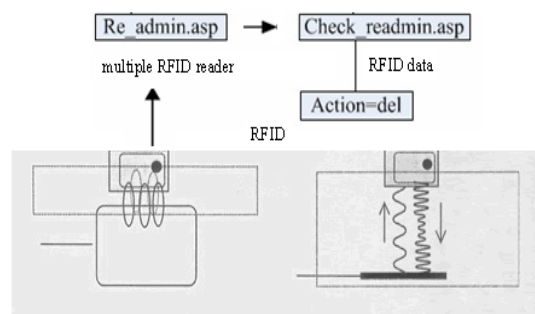 Re_admin.asp
Check_readmin.asp
multiple RFID reader
RFID data
Action=del
RFID